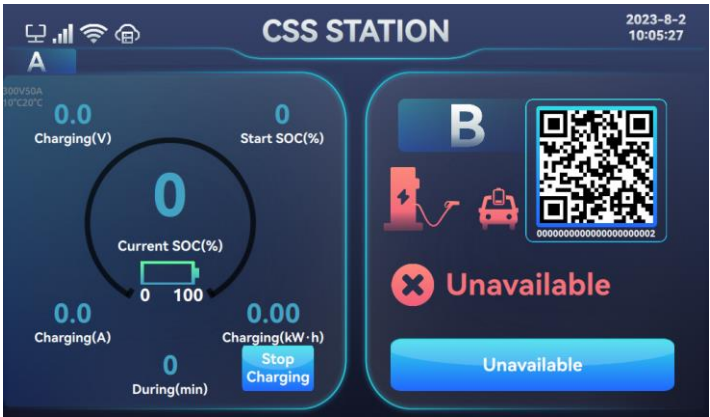 CSS STATION
2023-8-2
10:05:27
A
300V50A
10°C20°C
0.0
Charging(V)
0
Start SOC(%)
0
Current SOC(%)
0 100
0.0
Charging(A)
0.00
Charging(kW·h)
0
During(min)
Stop
Charging
B
00000000000000000000002
Unavailable
Unavailable